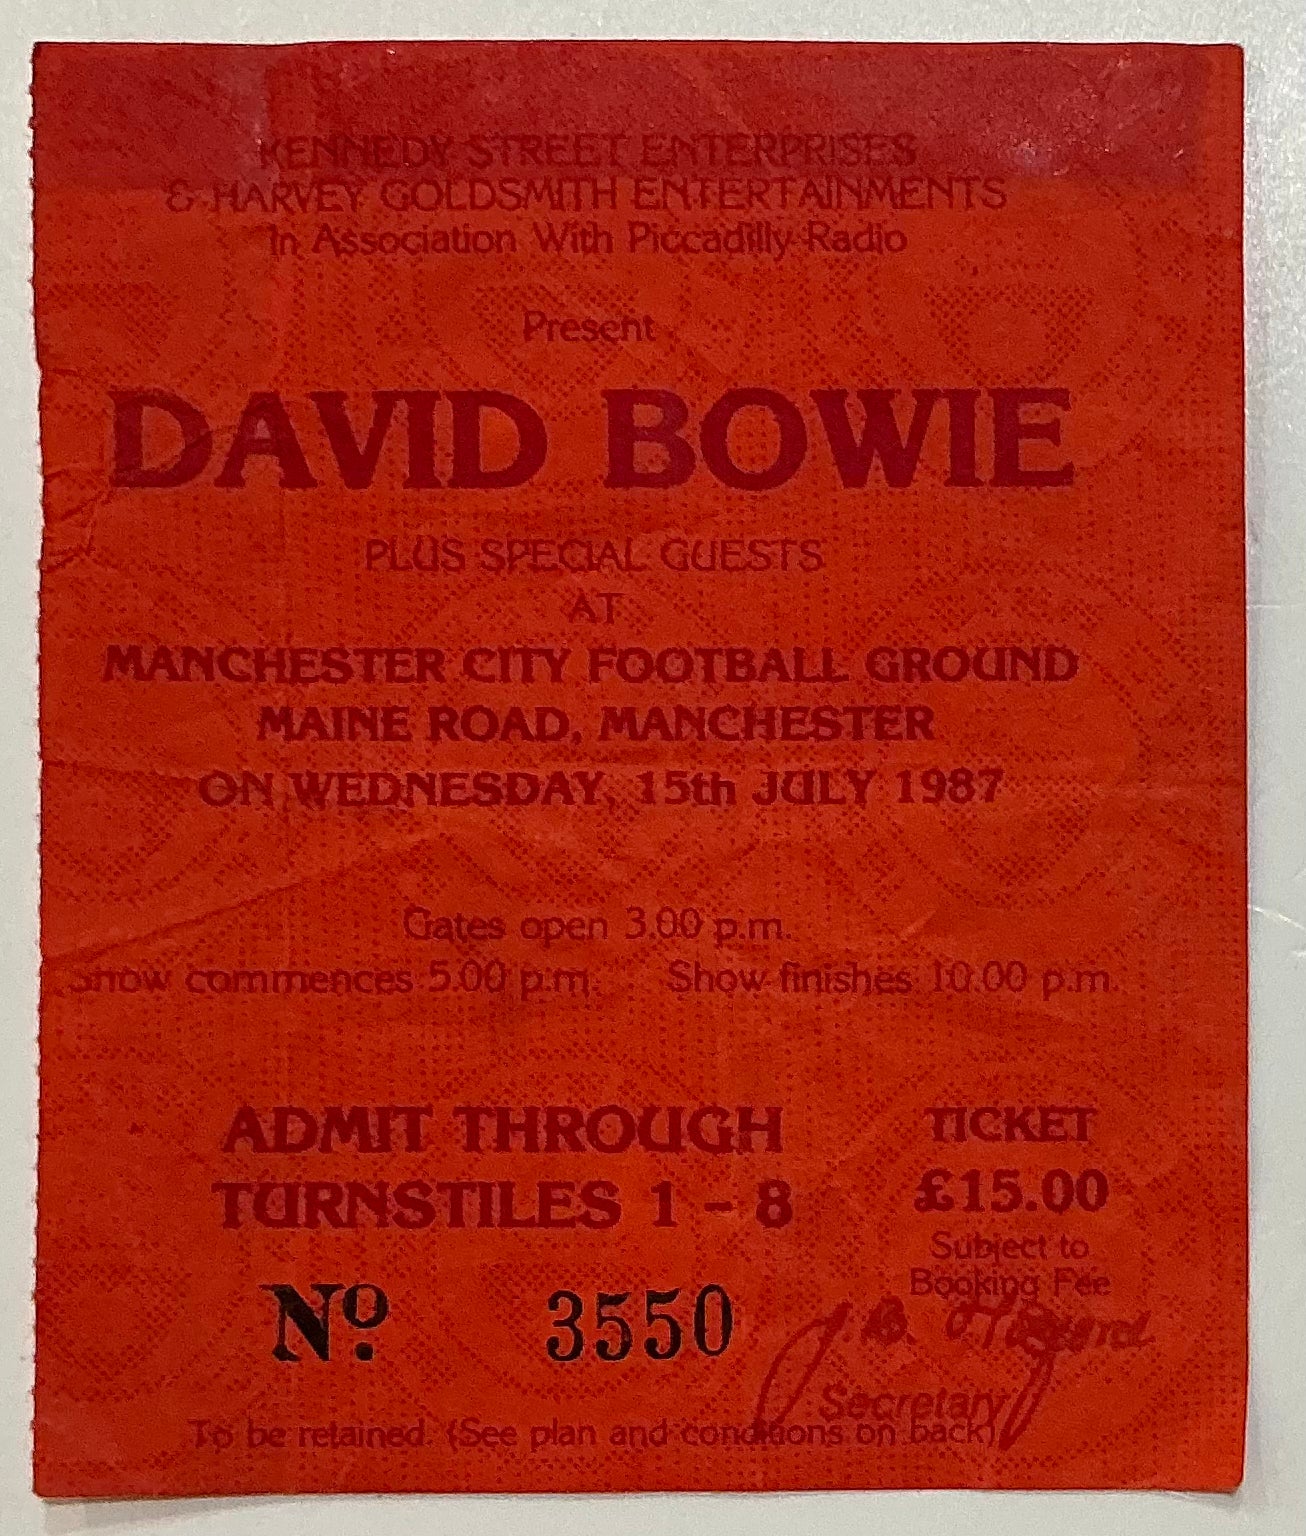 KENNEDY STREET ENTERPRISES
& HARVEY GOLDSMITH ENTERTAINMENTS
In Association With Piccadilly Radio
Present
DAVID BOWIE
PLUS SPECIAL GUESTS
AT
MANCHESTER CITY FOOTBALL GROUND
MAINE ROAD, MANCHESTER
ON WEDNESDAY, 15th JULY 1987
Gates open 3.00 p.m.
Show commences 5.00 p.m. Show finishes 10.00 p.m.
ADMIT THROUGH
TURNSTILES 1 - 8
TICKET
£15.00
Subject to
Booking Fee
Nº. 3550
J. B.
Secretary
To be retained. (See plan and conditions on back)